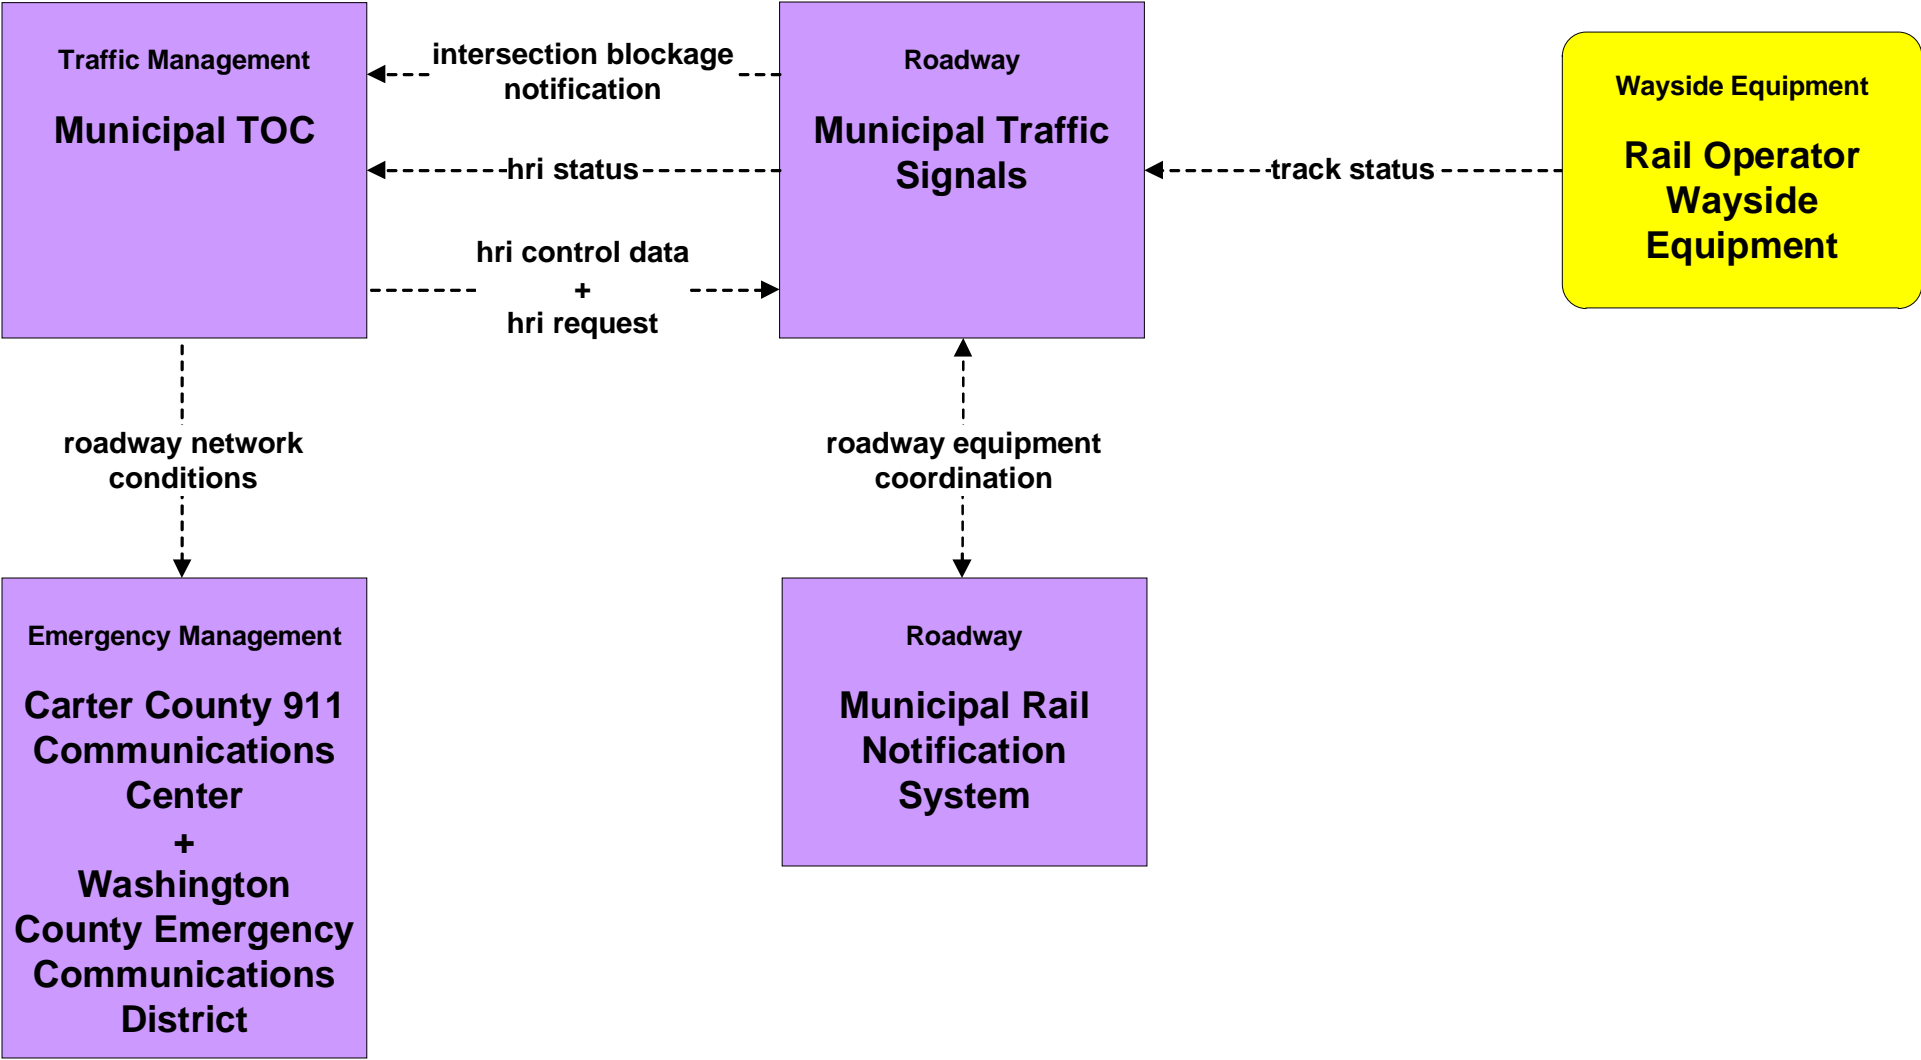 Traffic Management
Municipal TOC
intersection blockage
notification
hri status
hri control data
+
hri request
Roadway
Municipal Traffic
Signals
track status
Wayside Equipment
Rail Operator
Wayside
Equipment
roadway network
conditions
roadway equipment
coordination
Emergency Management
Carter County 911
Communications
Center
+
Washington
County Emergency
Communications
District
Roadway
Municipal Rail
Notification
System